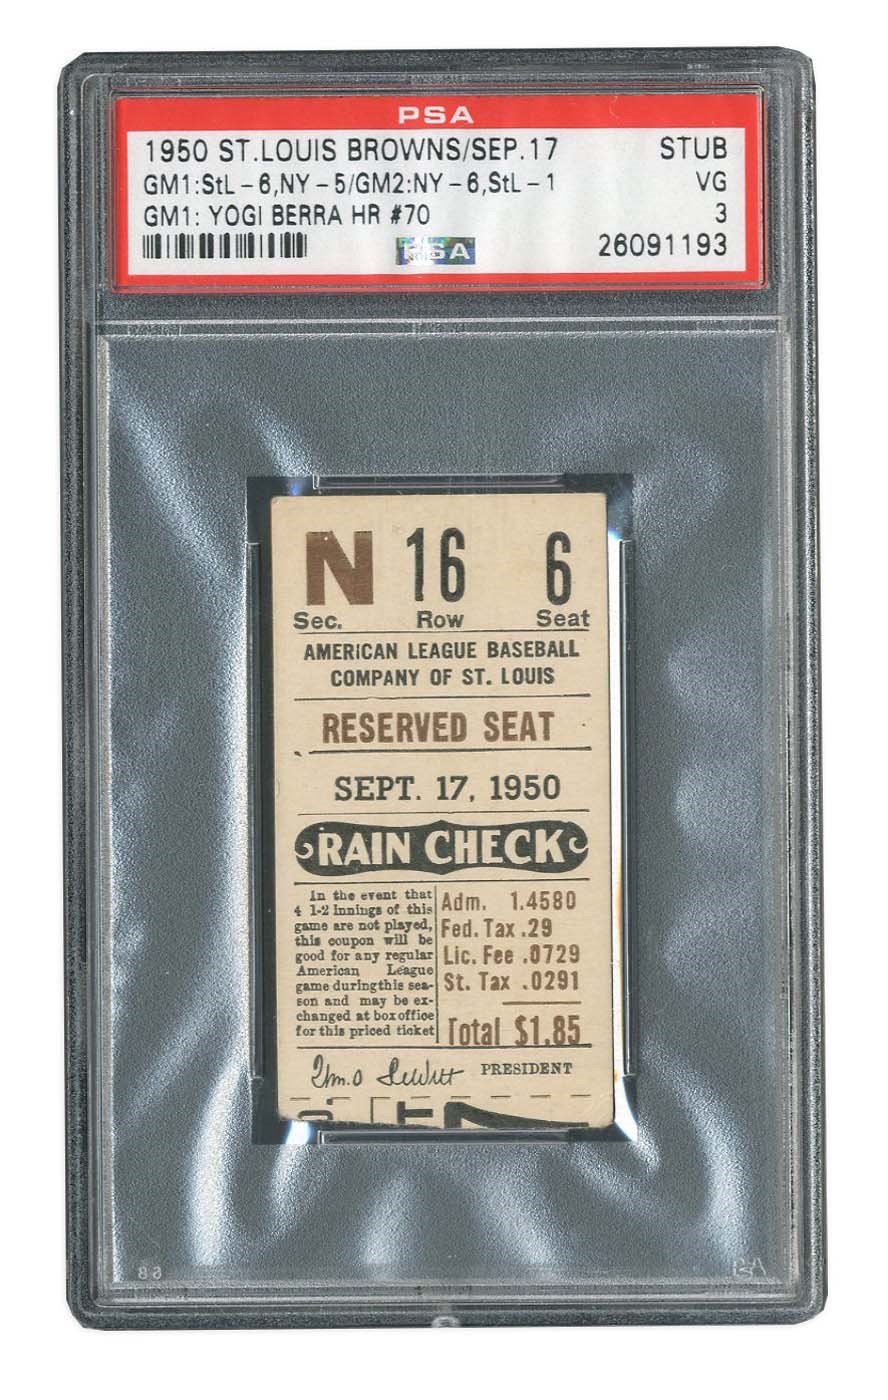 PSA
1950 ST.LOUIS BROWNS/SEP.17 STUB
GM1:StL-6,NY-5/GM2:NY-6,StL-1 VG
GM1: YOGI BERRA HR #70 3
PSA 26091193
N 16 6
Sec. Row Seat
AMERICAN LEAGUE BASEBALL
COMPANY OF ST. LOUIS
RESERVED SEAT
SEPT. 17, 1950
RAIN CHECK
In the event that
4 1-2 innings of this
game are not played,
this coupon will be
good for any regular
American League
game during this sea-
son and may be ex-
changed at box office
for this priced ticket
Adm. 1.4580
Fed. Tax .29
Lic. Fee .0729
St. Tax .0291
Total $1.85
Wm. O DeWitt PRESIDENT